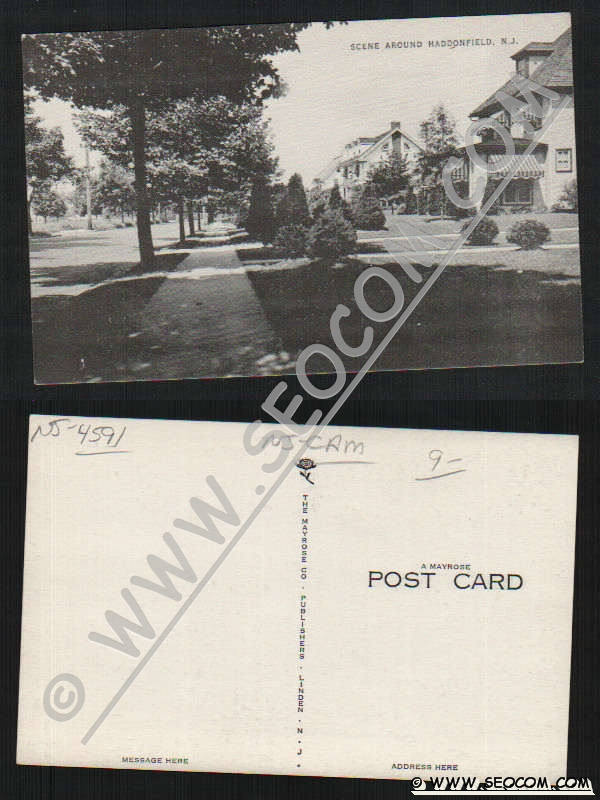 SCENE AROUND HADDONFIELD, N.J.
© WWW.SEOCOM.COM
NJ-4591
NJ-CAM
9-
THE MAYROSE CO. PUBLISHERS. LINDEN. N. J.
A MAYROSE
POST CARD
MESSAGE HERE
ADDRESS HERE
© WWW.SEOCOM.COM